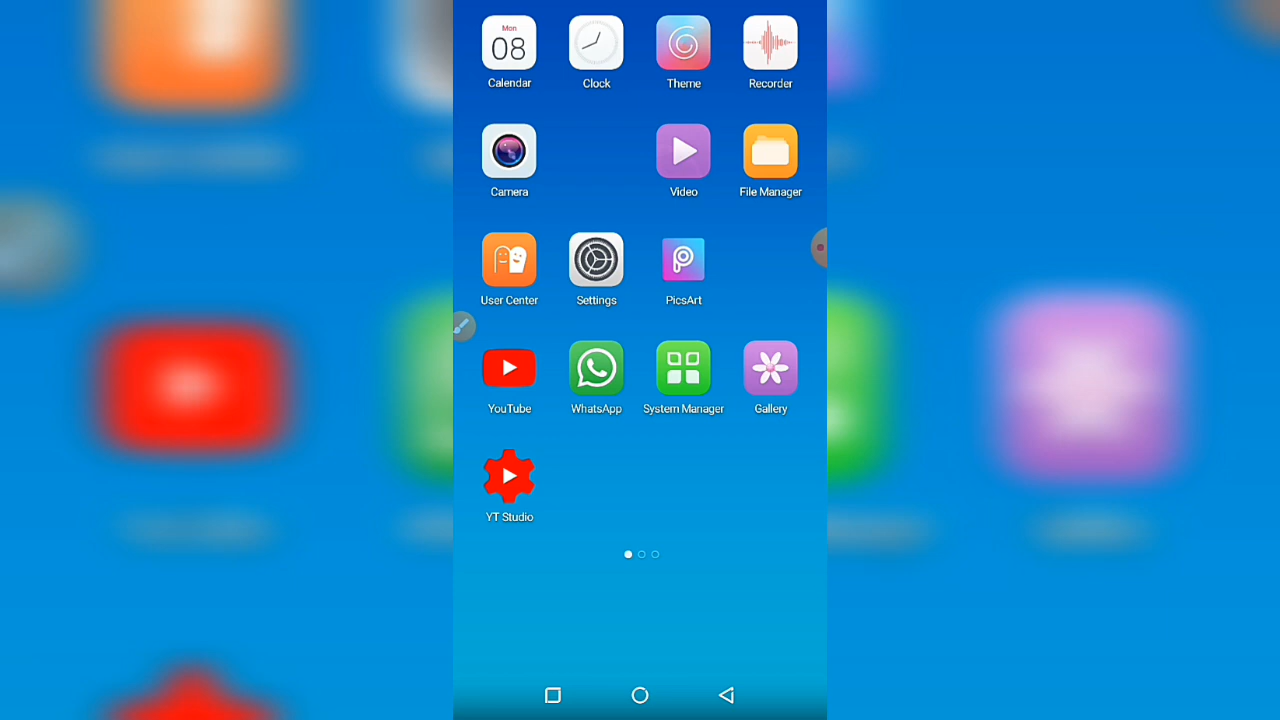 Mon
08
Calendar
Clock
Theme
Recorder
Camera
Video
File Manager
User Center
Settings
PicsArt
YouTube
WhatsApp
System Manager
Gallery
YT Studio